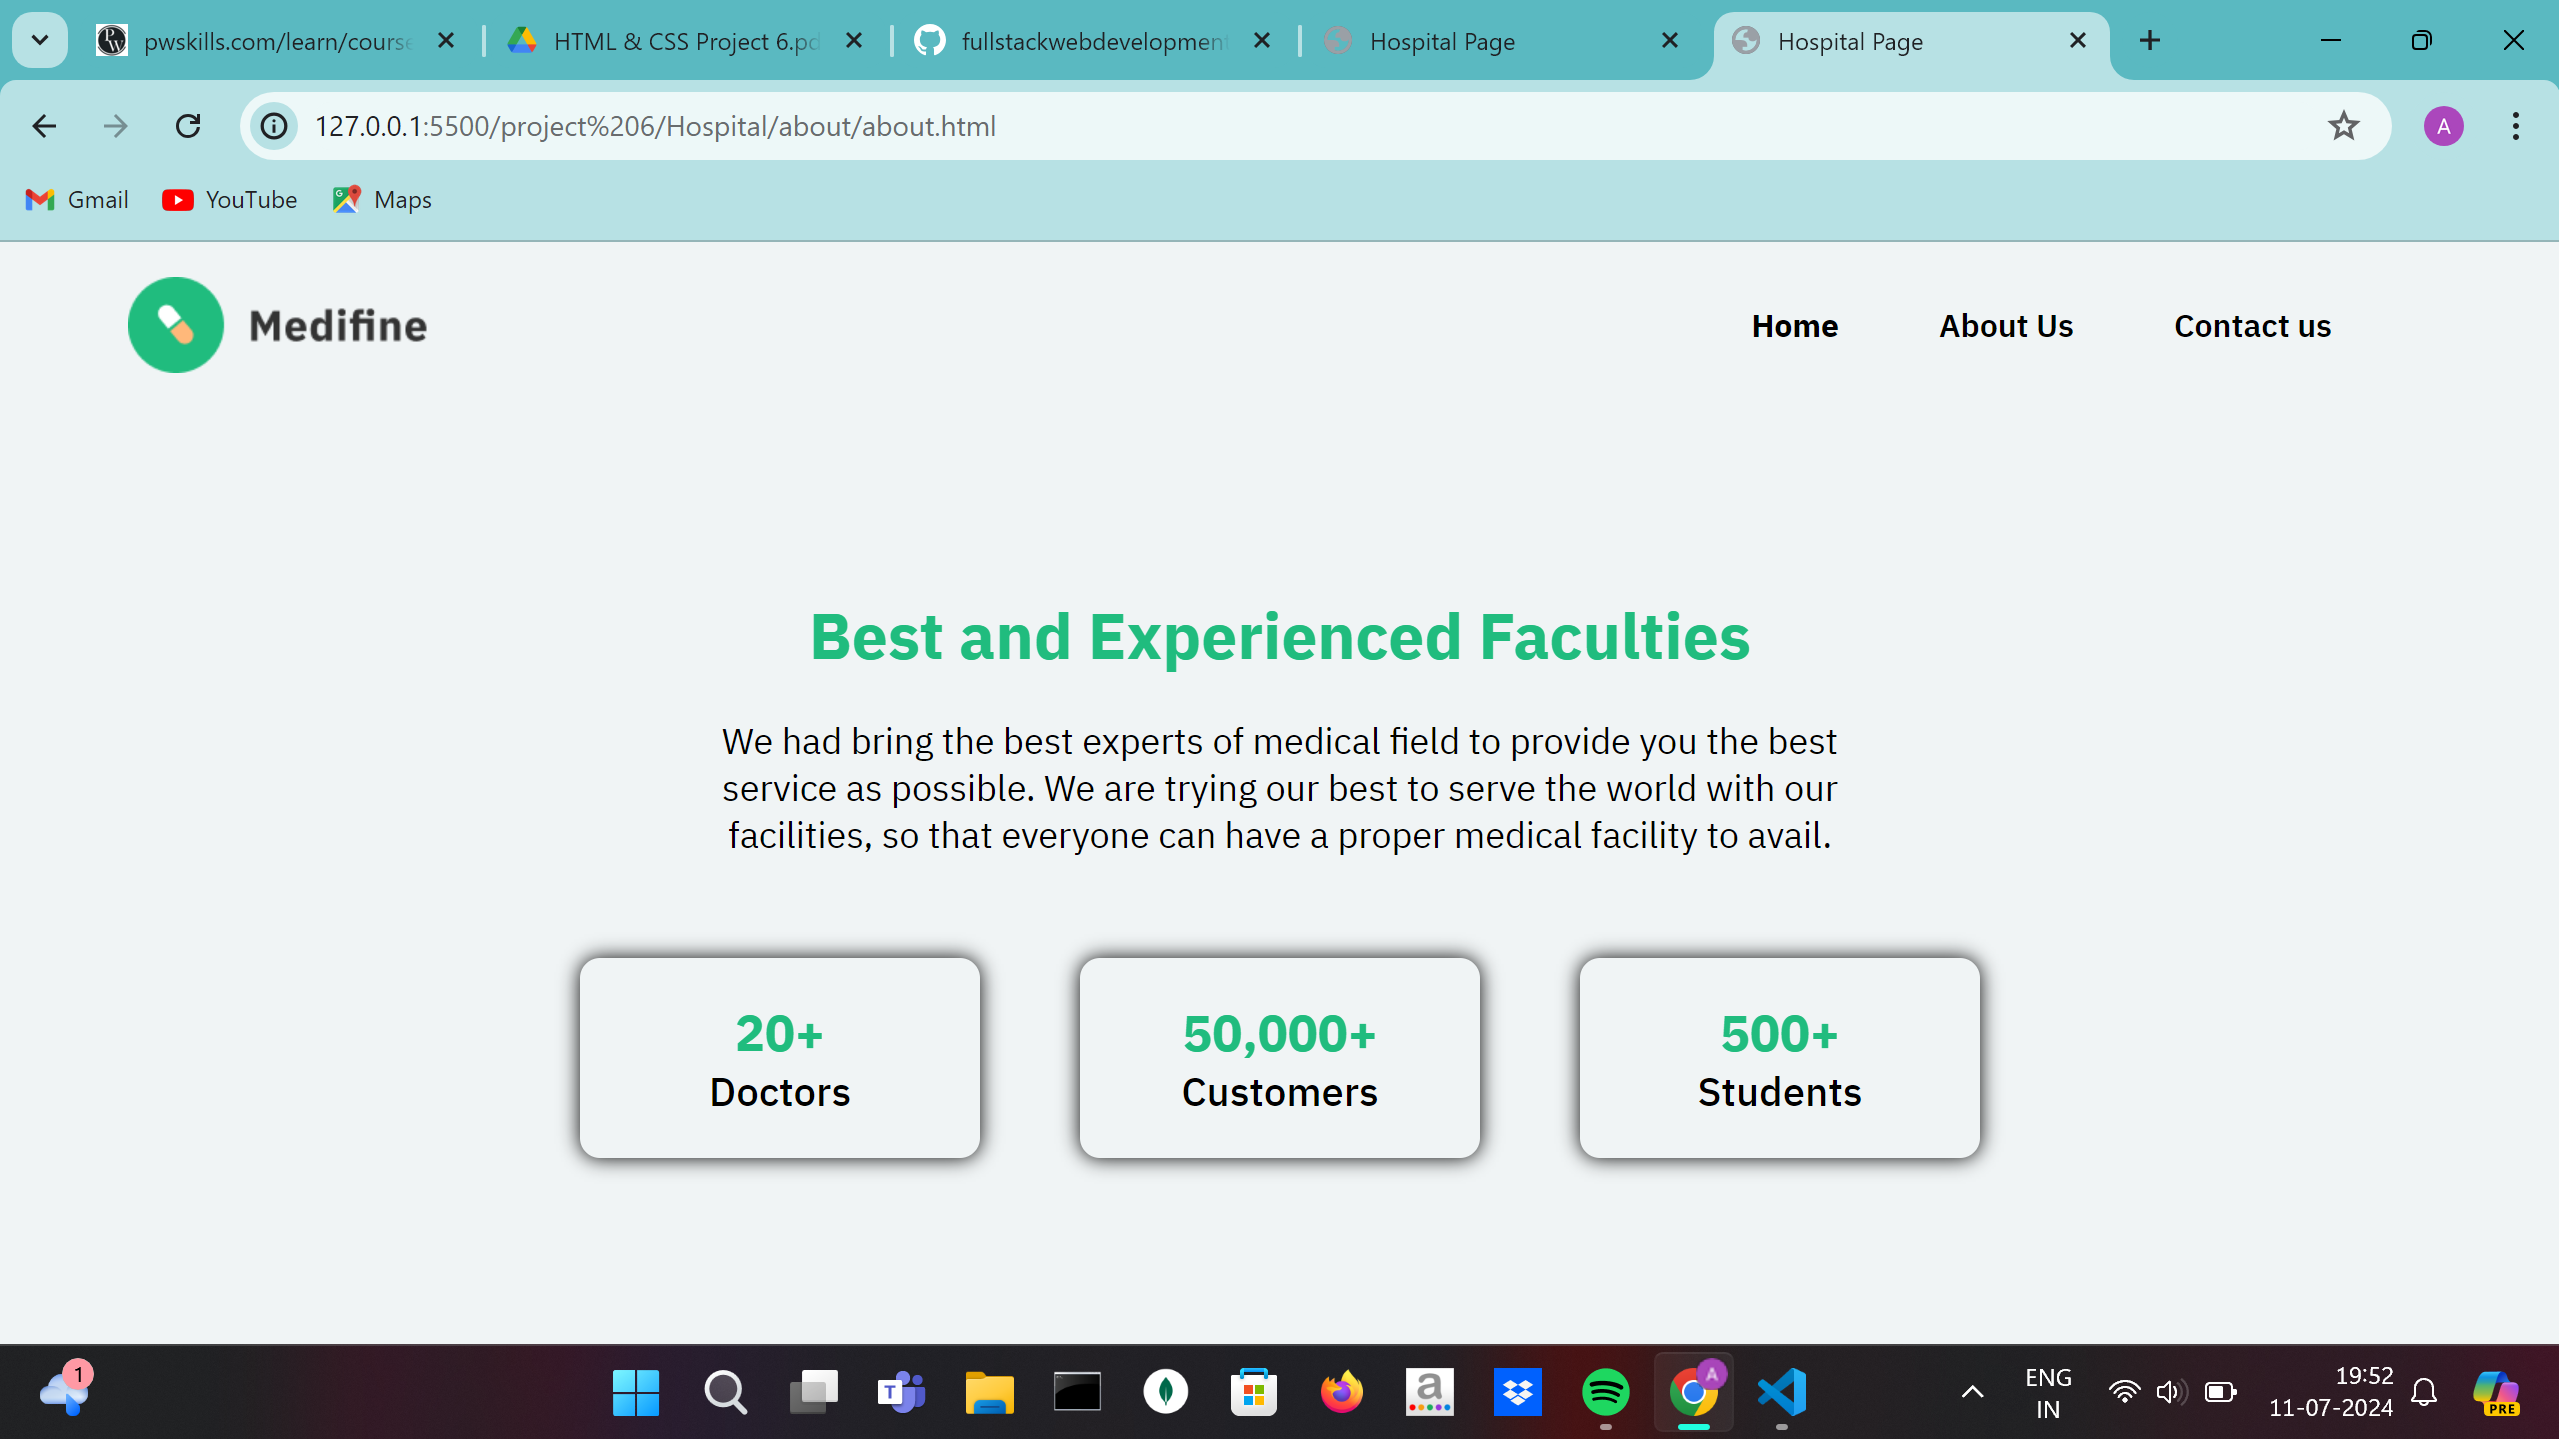 pwskills.com/learn/course
HTML & CSS Project 6.pd
fullstackwebdevelopment
Hospital Page
Hospital Page
127.0.0.1:5500/project%206/Hospital/about/about.html
A
Gmail
YouTube
Maps
Medifine
Home
About Us
Contact us
Best and Experienced Faculties
We had bring the best experts of medical field to provide you the best
service as possible. We are trying our best to serve the world with our
facilities, so that everyone can have a proper medical facility to avail.
20+
Doctors
50,000+
Customers
500+
Students
1
T
a
A
ENG
IN
19:52
11-07-2024
PRE